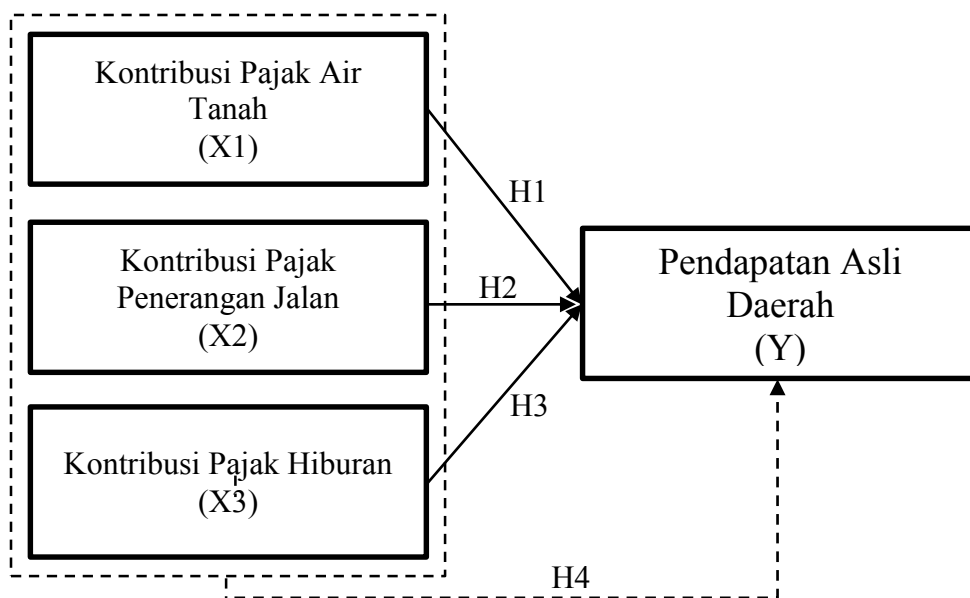 Kontribusi Pajak Air
Tanah
(X1)
H1
Kontribusi Pajak
Penerangan Jalan
(X2)
H2
Pendapatan Asli
Daerah
(Y)
H3
Kontribusi Pajak Hiburan
(X3)
H4